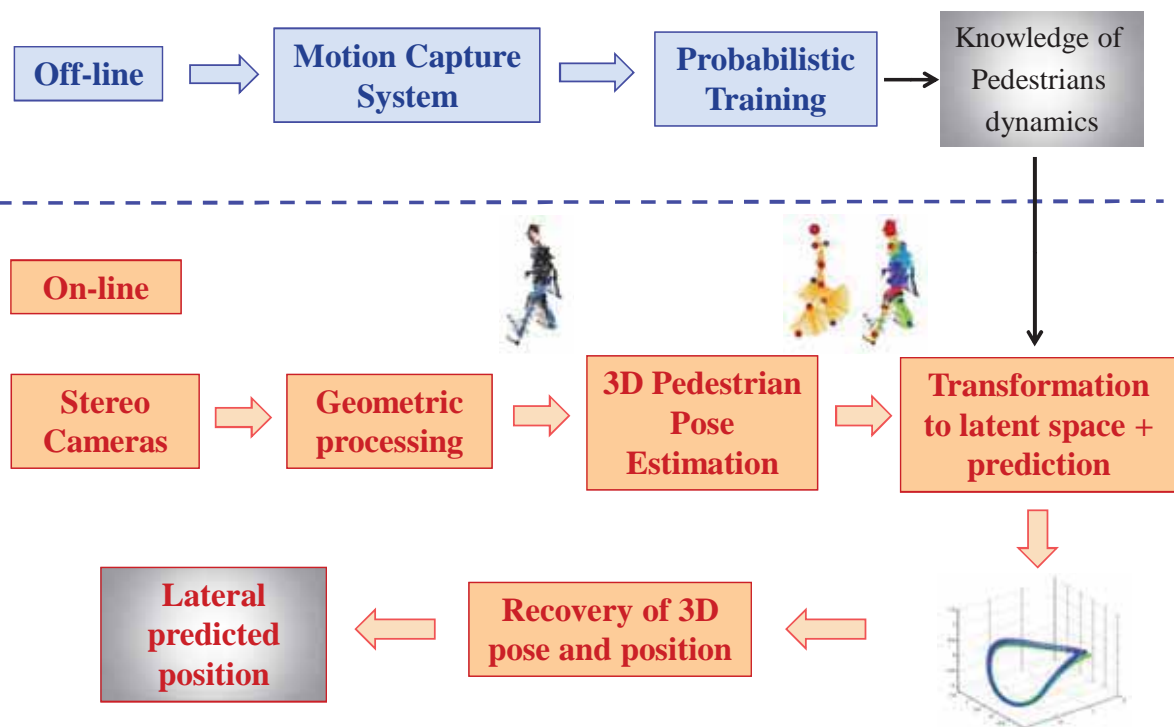 Off-line
Motion Capture
System
Probabilistic
Training
Knowledge of
Pedestrians
dynamics
On-line
Stereo
Cameras
Geometric
processing
3D Pedestrian
Pose
Estimation
Transformation
to latent space +
prediction
Lateral
predicted
position
Recovery of 3D
pose and position